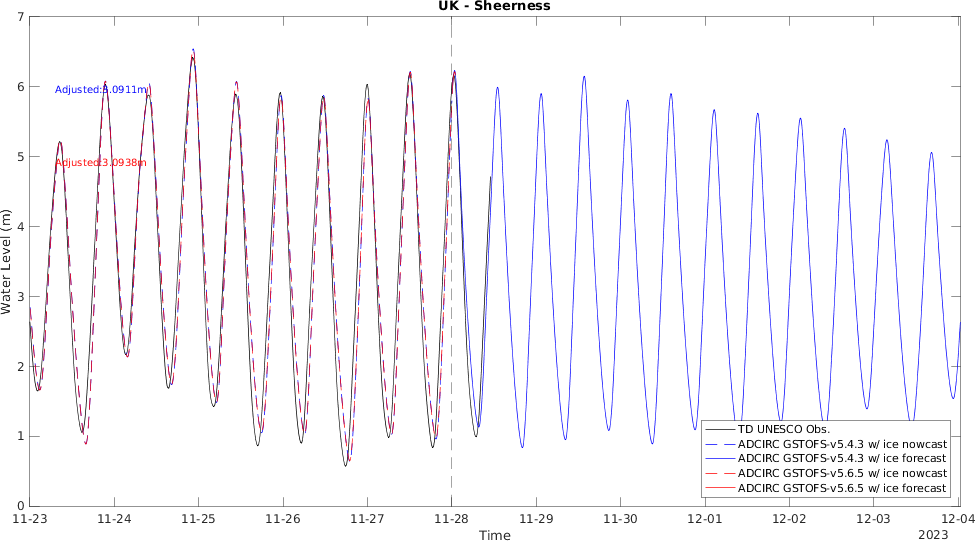 UK - Sheerness
7
6
5
4
3
2
1
0
Water Level (m)
Adjusted:3.0911m
Adjusted:3.0938m
TD UNESCO Obs.
ADCIRC GSTOFS-v5.4.3 w/ ice nowcast
ADCIRC GSTOFS-v5.4.3 w/ ice forecast
ADCIRC GSTOFS-v5.6.5 w/ ice nowcast
ADCIRC GSTOFS-v5.6.5 w/ ice forecast
11-23 11-24 11-25 11-26 11-27 11-28 11-29 11-30 12-01 12-02 12-03 12-04
Time
2023